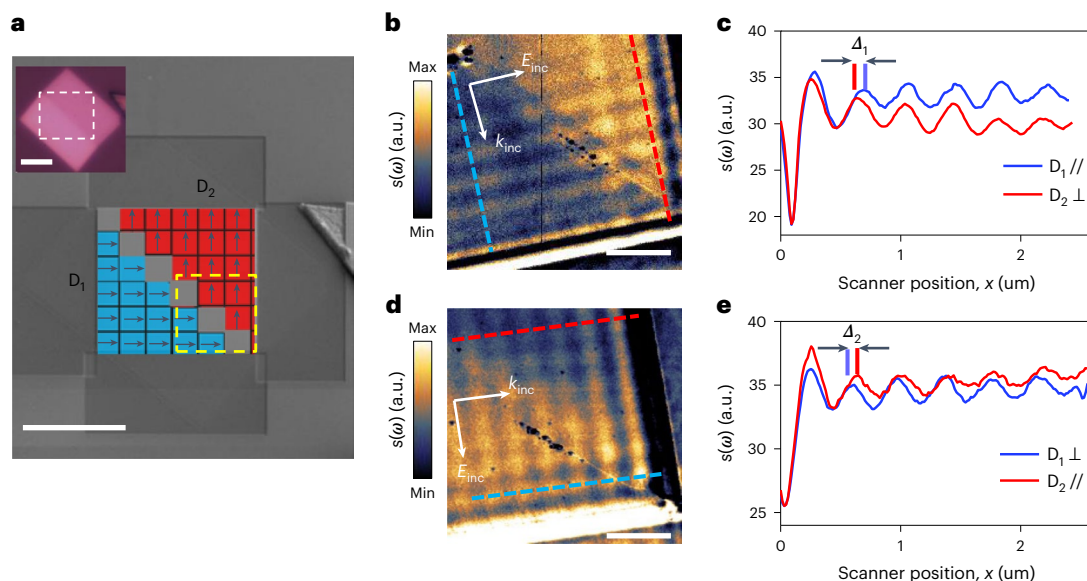 a
D2
D1
b
Max
s(ω) (a.u.)
Min
Einc
kinc
c
40
35
30
25
20
s(ω) (a.u.)
Δ1
D1 //
D2 ⊥
0
1
2
Scanner position, x (um)
d
Max
s(ω) (a.u.)
Min
kinc
Einc
e
40
35
30
25
s(ω) (a.u.)
Δ2
D1 ⊥
D2 //
0
1
2
Scanner position, x (um)